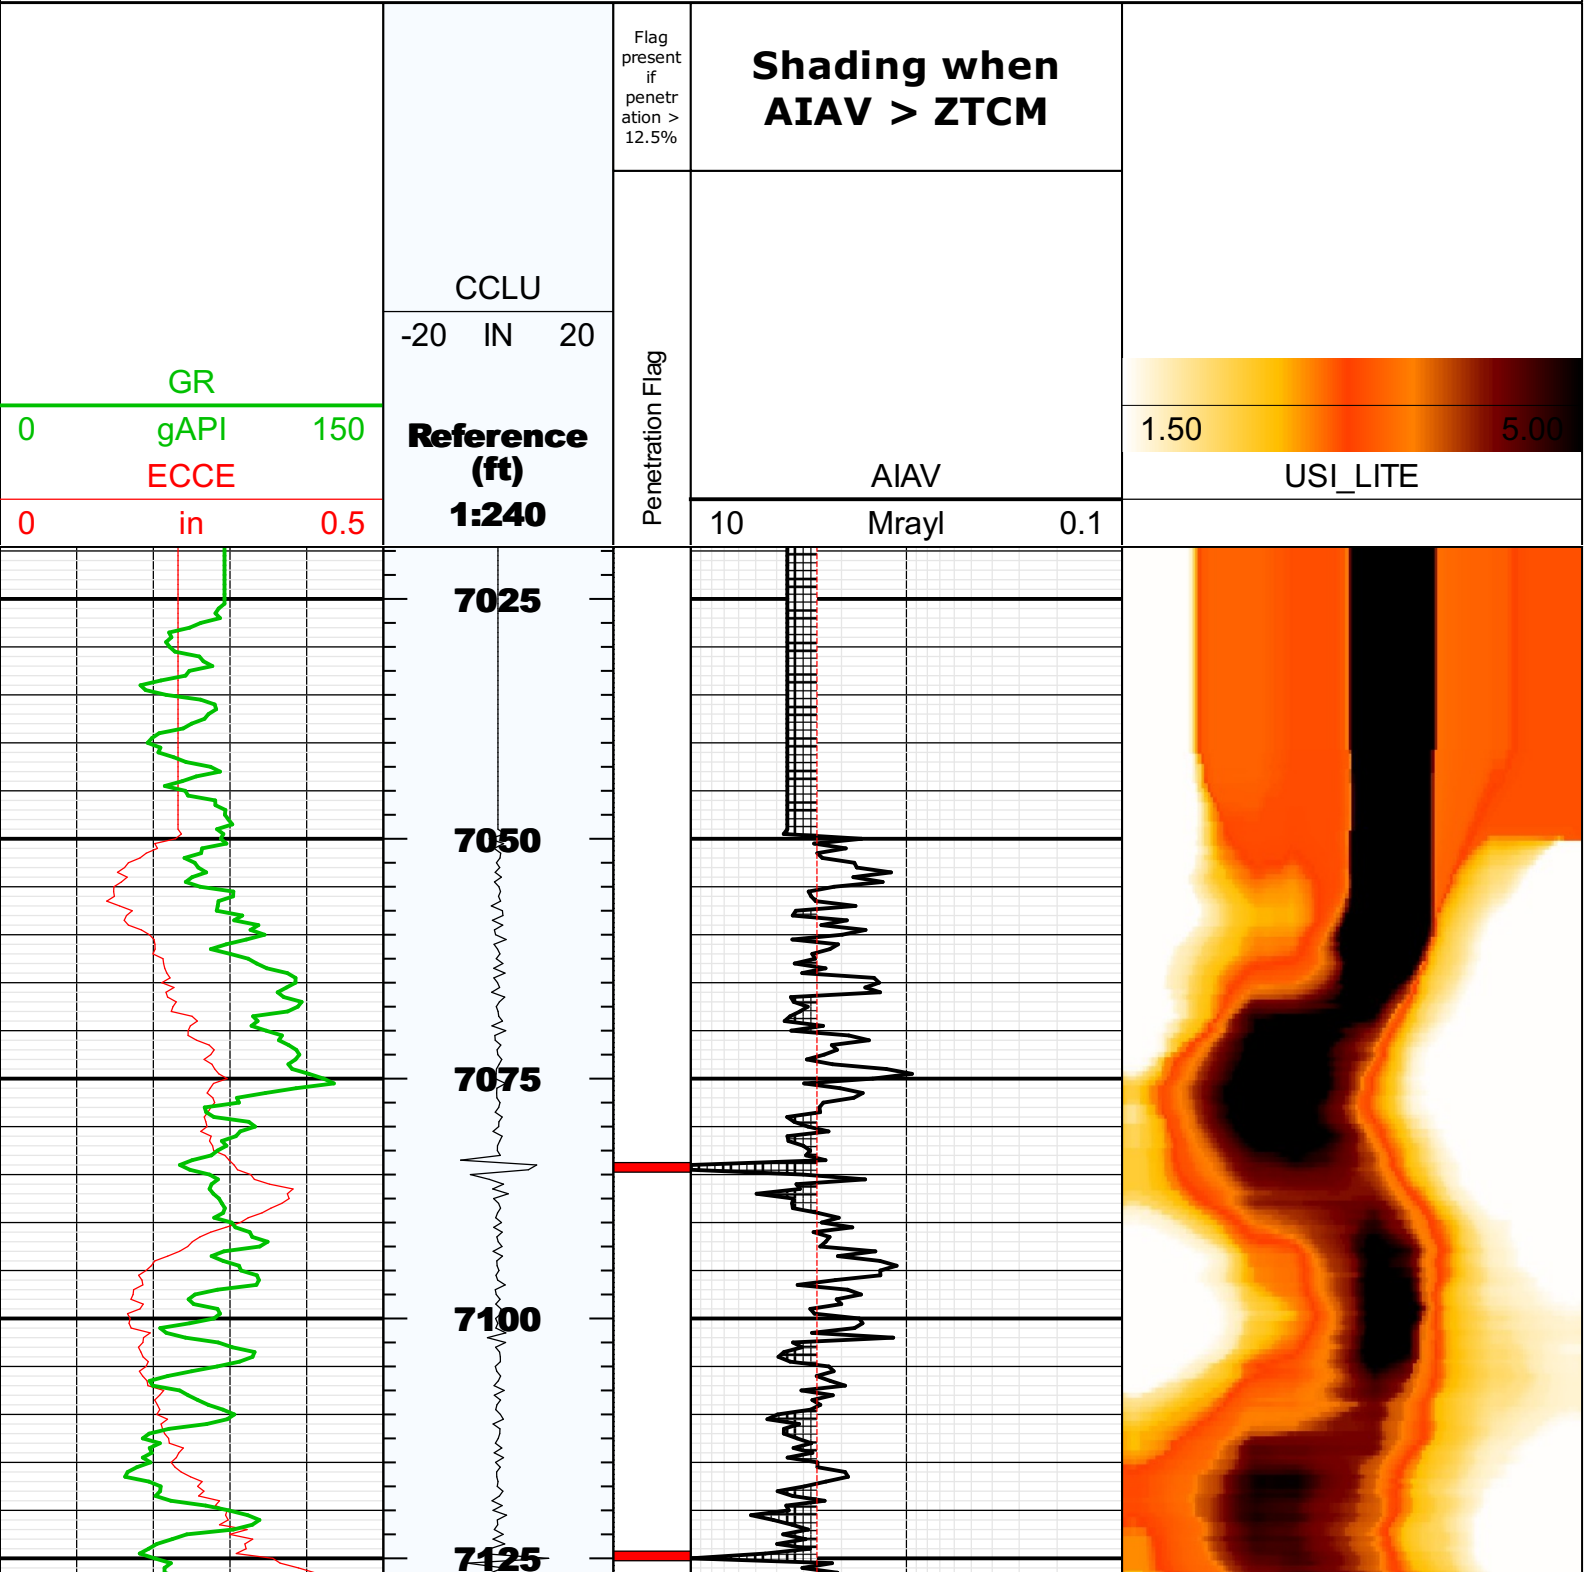 Flag
present
if
penetr
ation >
12.5%
Shading when
AIAV > ZTCM
CCLU
-20 IN 20
GR
0 gAPI 150
ECCE
0 in 0.5
Reference
(ft)
1:240
Penetration Flag
AIAV
10 Mrayl 0.1
1.50 5.00
USI_LITE
7025
7050
7075
7100
7125